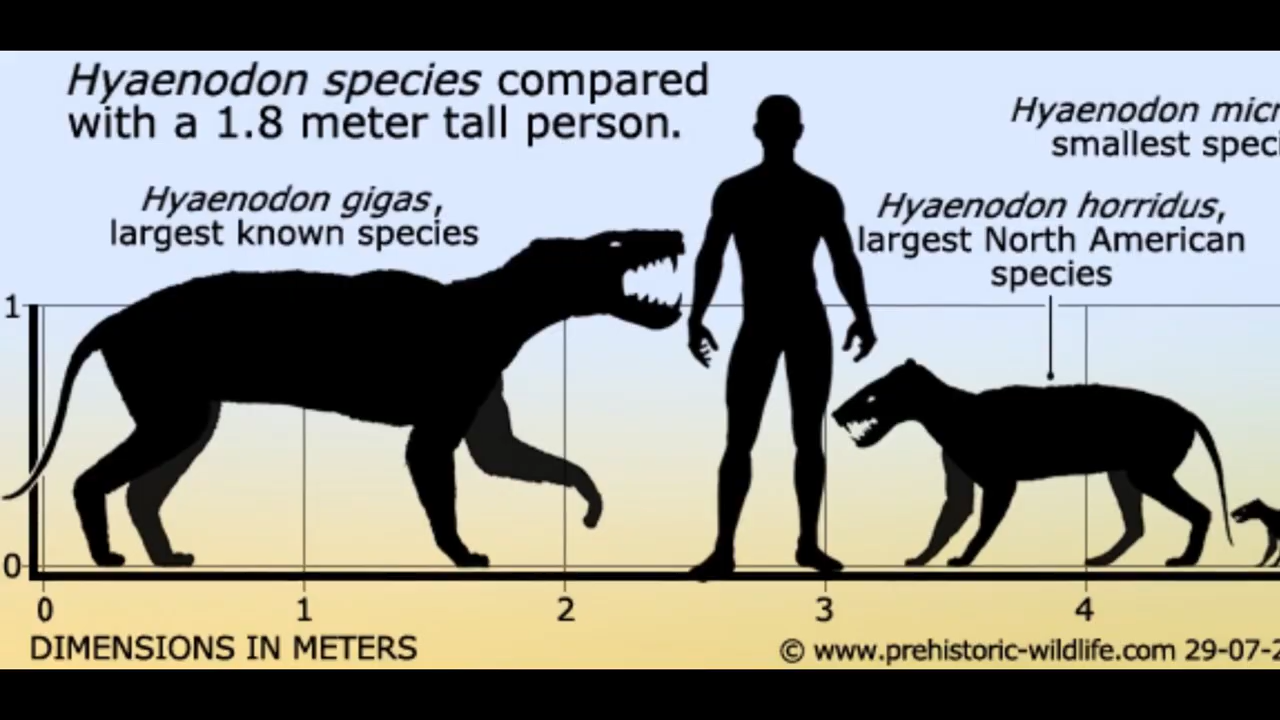 Hyaenodon species compared
with a 1.8 meter tall person.
Hyaenodon gigas,
largest known species
Hyaenodon
smallest
Hyaenodon horridus,
largest North American
species
1
0
0 1 2 3 4
DIMENSIONS IN METERS
© www.prehistoric-wildlife.com